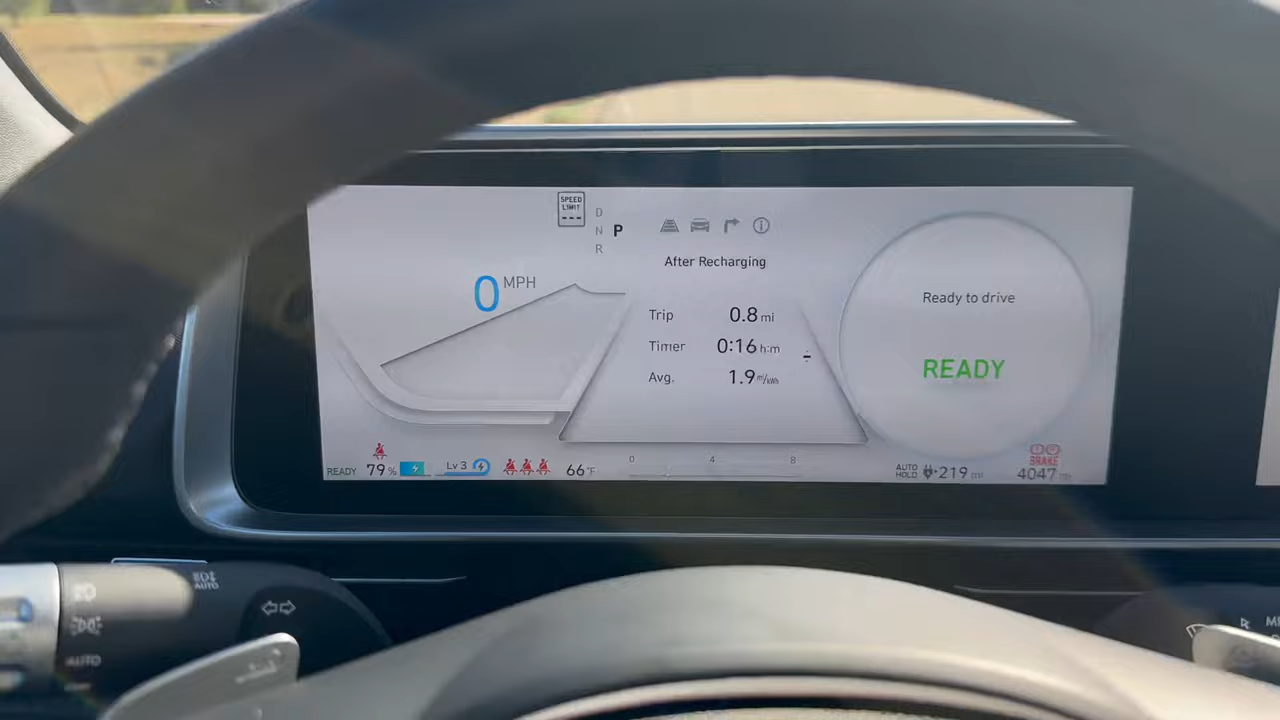 SPEED
LIMIT
---
D
N P
R
0 MPH
After Recharging
Trip 0.8 mi
Timer 0:16 h:m
Avg. 1.9 mi/kWh
Ready to drive
READY
READY 79 % Lv 3 66 °F
0 4 8
AUTO
HOLD 219 mi
BRAKE
4047 mi
AUTO
AUTO